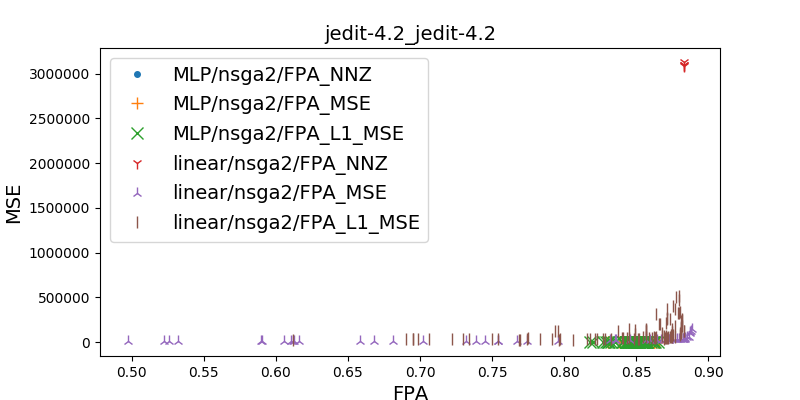 jedit-4.2_jedit-4.2
MSE
3000000
2500000
2000000
1500000
1000000
500000
0
MLP/nsga2/FPA_NNZ
MLP/nsga2/FPA_MSE
MLP/nsga2/FPA_L1_MSE
linear/nsga2/FPA_NNZ
linear/nsga2/FPA_MSE
linear/nsga2/FPA_L1_MSE
0.50 0.55 0.60 0.65 0.70 0.75 0.80 0.85 0.90
FPA